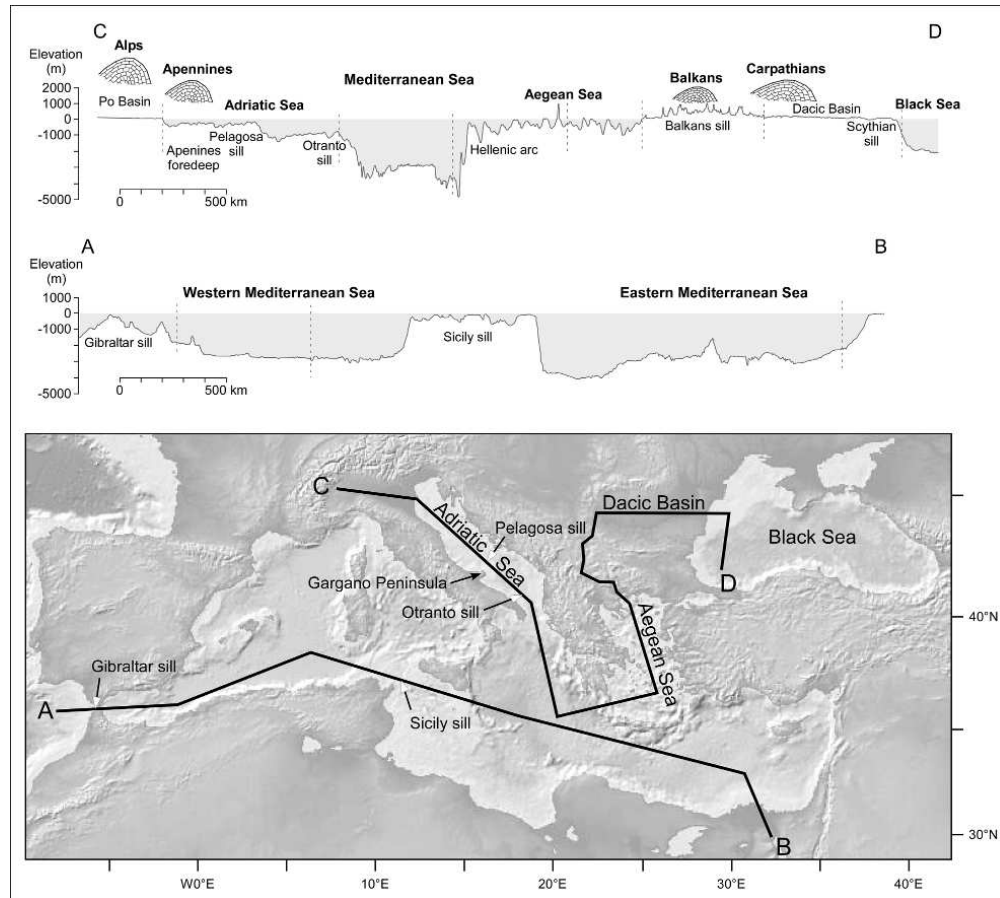 C
D
Alps
Apennines
Mediterranean Sea
Aegean Sea
Balkans
Carpathians
Elevation
(m)
2000
1000
0
-1000
-5000
Po Basin
Adriatic Sea
Pelagosa
sill
Apenines
foredeep
Otranto
sill
Hellenic arc
Balkans sill
Dacic Basin
Scythian
sill
Black Sea
0
500 km
A
B
Elevation
(m)
1000
0
-1000
-5000
Western Mediterranean Sea
Eastern Mediterranean Sea
Gibraltar sill
Sicily sill
0
500 km
C
Adriatic Sea
Pelagosa sill
Gargano Peninsula
Otranto sill
Dacic Basin
Black Sea
D
Aegean Sea
Gibraltar sill
A
Sicily sill
B
40°N
30°N
W0°E
10°E
20°E
30°E
40°E